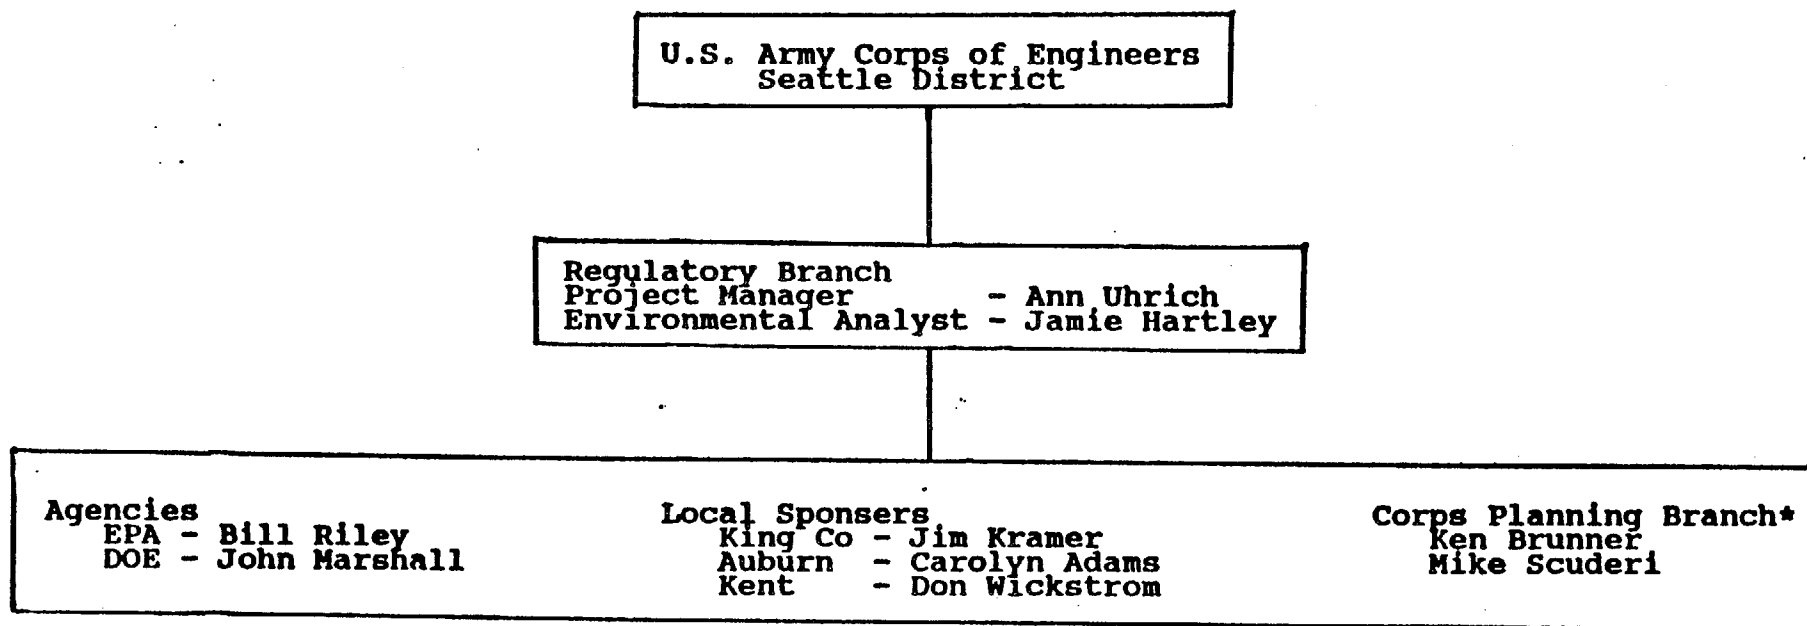 U.S. Army Corps of Engineers
Seattle District
Regulatory Branch
Project Manager - Ann Uhrich
Environmental Analyst - Jamie Hartley
Agencies
EPA - Bill Riley
DOE - John Marshall
Local Sponsers
King Co - Jim Kramer
Auburn - Carolyn Adams
Kent - Don Wickstrom
Corps Planning Branch*
Ken Brunner
Mike Scuderi